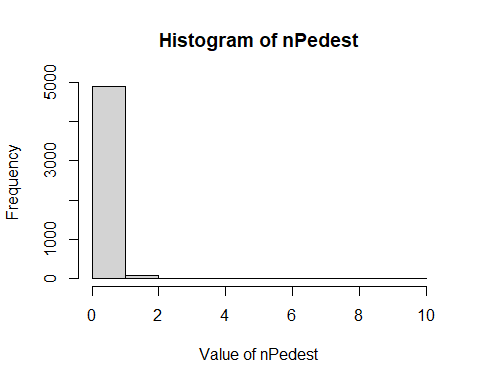 Histogram of nPedest
Frequency
5000
3000
1000
0
0 2 4 6 8 10
Value of nPedest